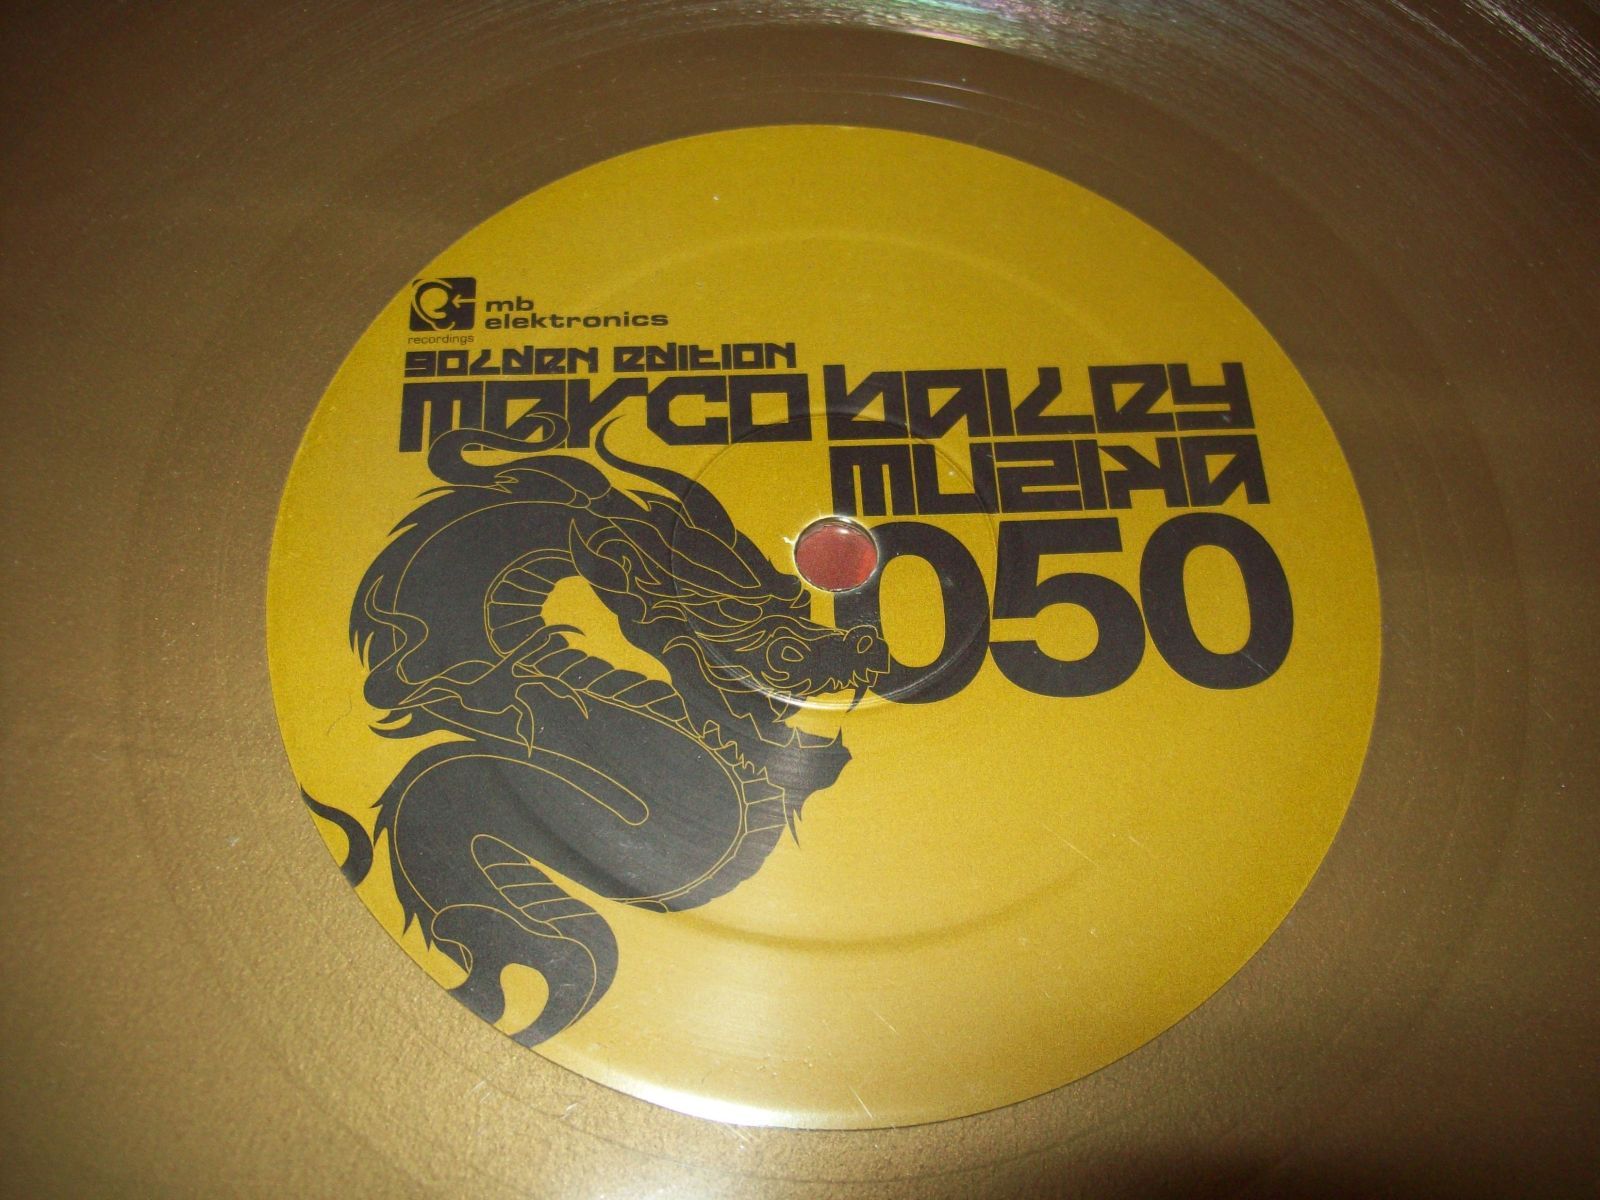 mb
elektronics
recordings
golden edition
marco bailey
muzika
050